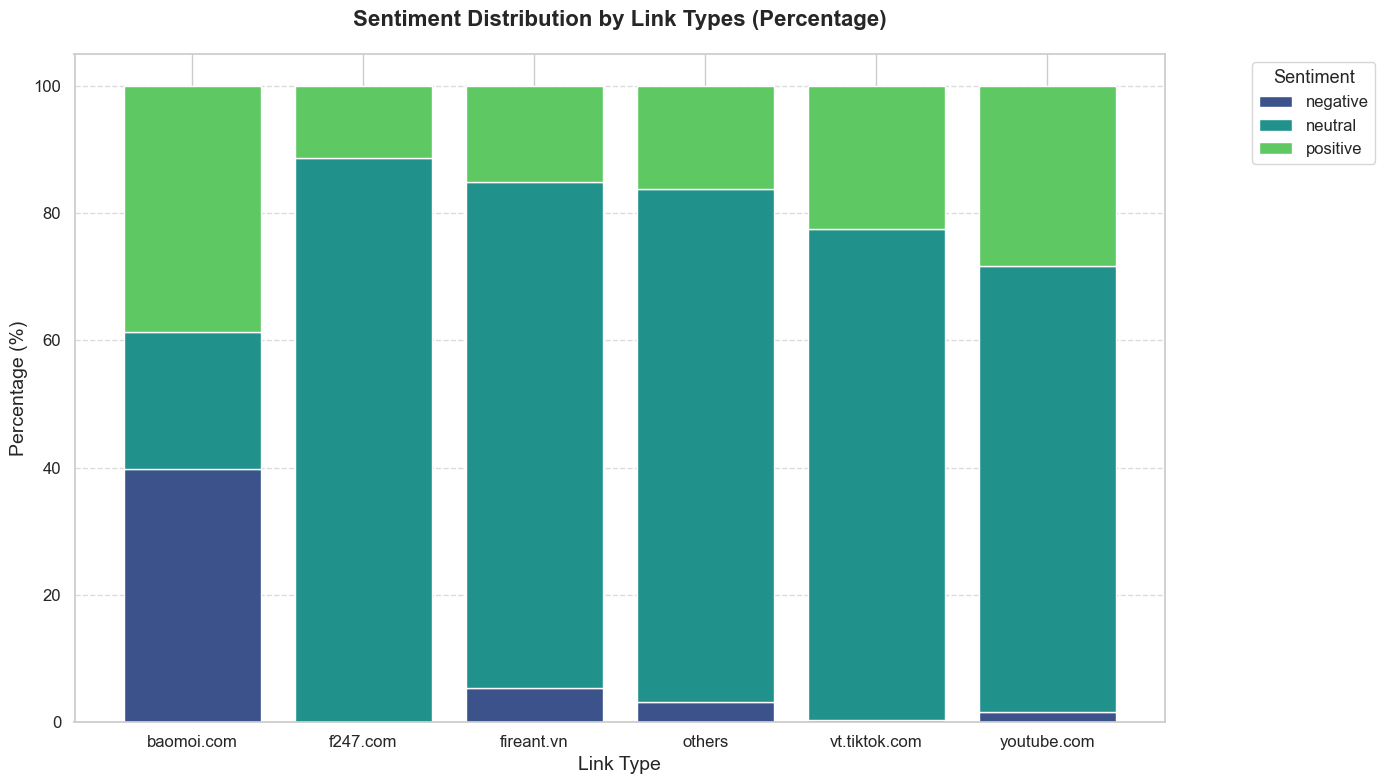 Sentiment Distribution by Link Types (Percentage)
Sentiment
negative
neutral
positive
Percentage (%)
100
80
60
40
20
0
baomoi.com
f247.com
fireant.vn
others
vt.tiktok.com
youtube.com
Link Type